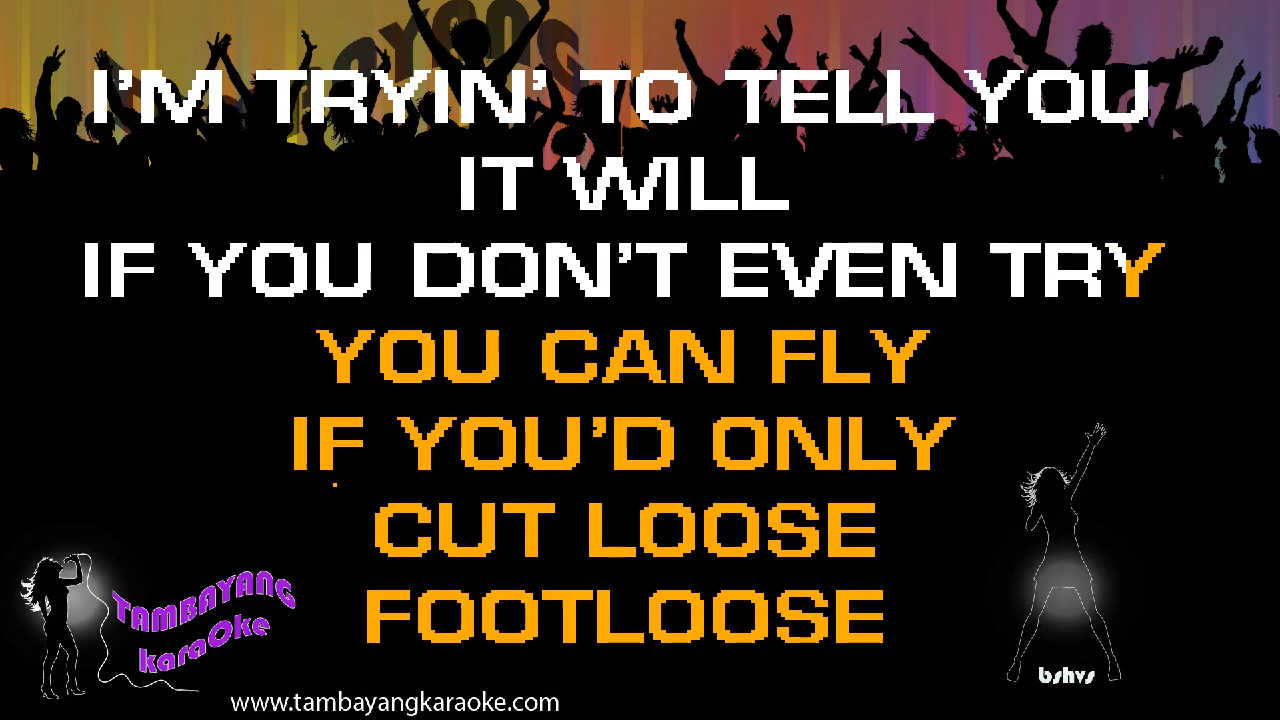 I'M TRYIN' TO TELL YOU
IT WILL
IF YOU DON'T EVEN TRY
YOU CAN FLY
IF YOU'D ONLY
CUT LOOSE
FOOTLOOSE
TAMBAYANG
karaOke
bshvs
www.tambayangkaraoke.com